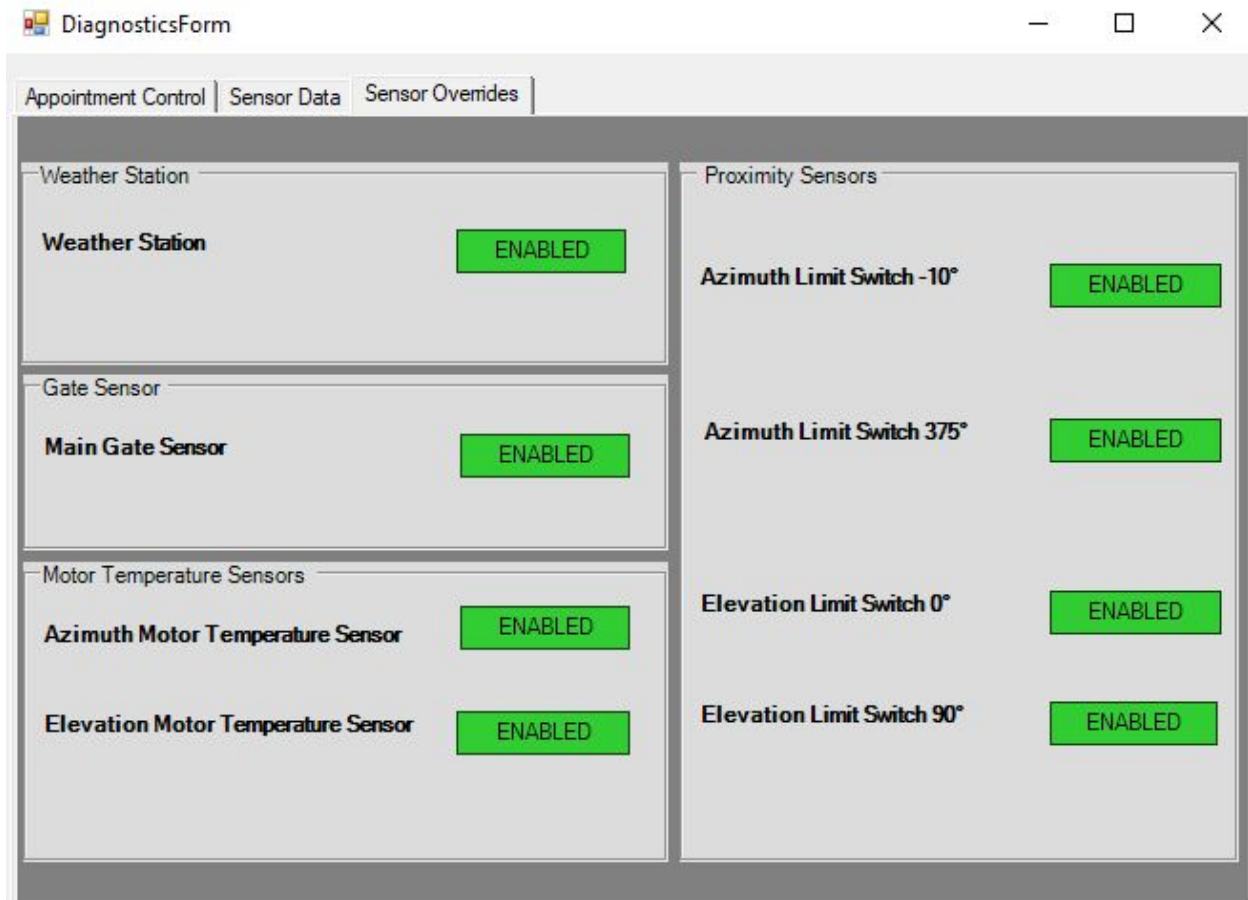 DiagnosticsForm
Appointment Control
Sensor Data
Sensor Overrides
Weather Station
Weather Station
ENABLED
Gate Sensor
Main Gate Sensor
ENABLED
Motor Temperature Sensors
Azimuth Motor Temperature Sensor
ENABLED
Elevation Motor Temperature Sensor
ENABLED
Proximity Sensors
Azimuth Limit Switch -10°
ENABLED
Azimuth Limit Switch 375°
ENABLED
Elevation Limit Switch 0°
ENABLED
Elevation Limit Switch 90°
ENABLED